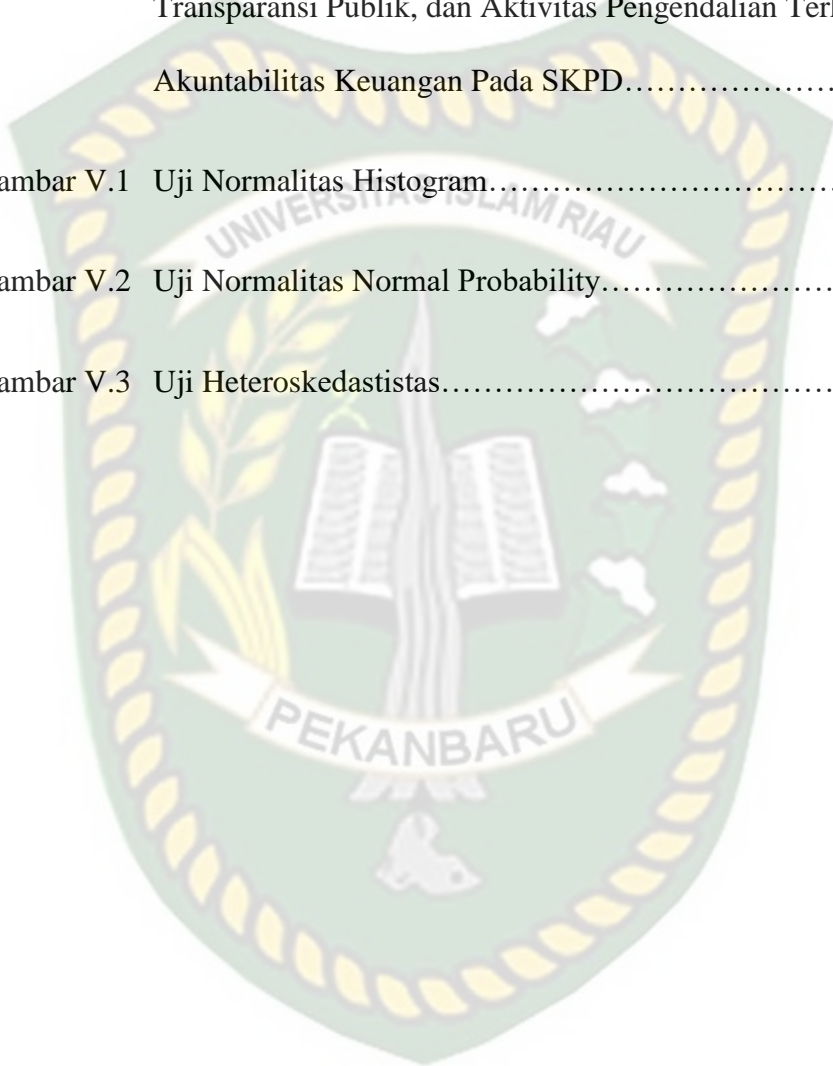 Transparansi Publik, dan Aktivitas Pengendalian
Akuntabilitas Keuangan Pada SKPD…………………
ambar V.1 Uji Normalitas Histogram……………………………
UNIVERSITAS ISLAM RIAU
ambar V.2 Uji Normalitas Normal Probability…………………
ambar V.3 Uji Heteroskedastistas…………………………………
PEKANBARU